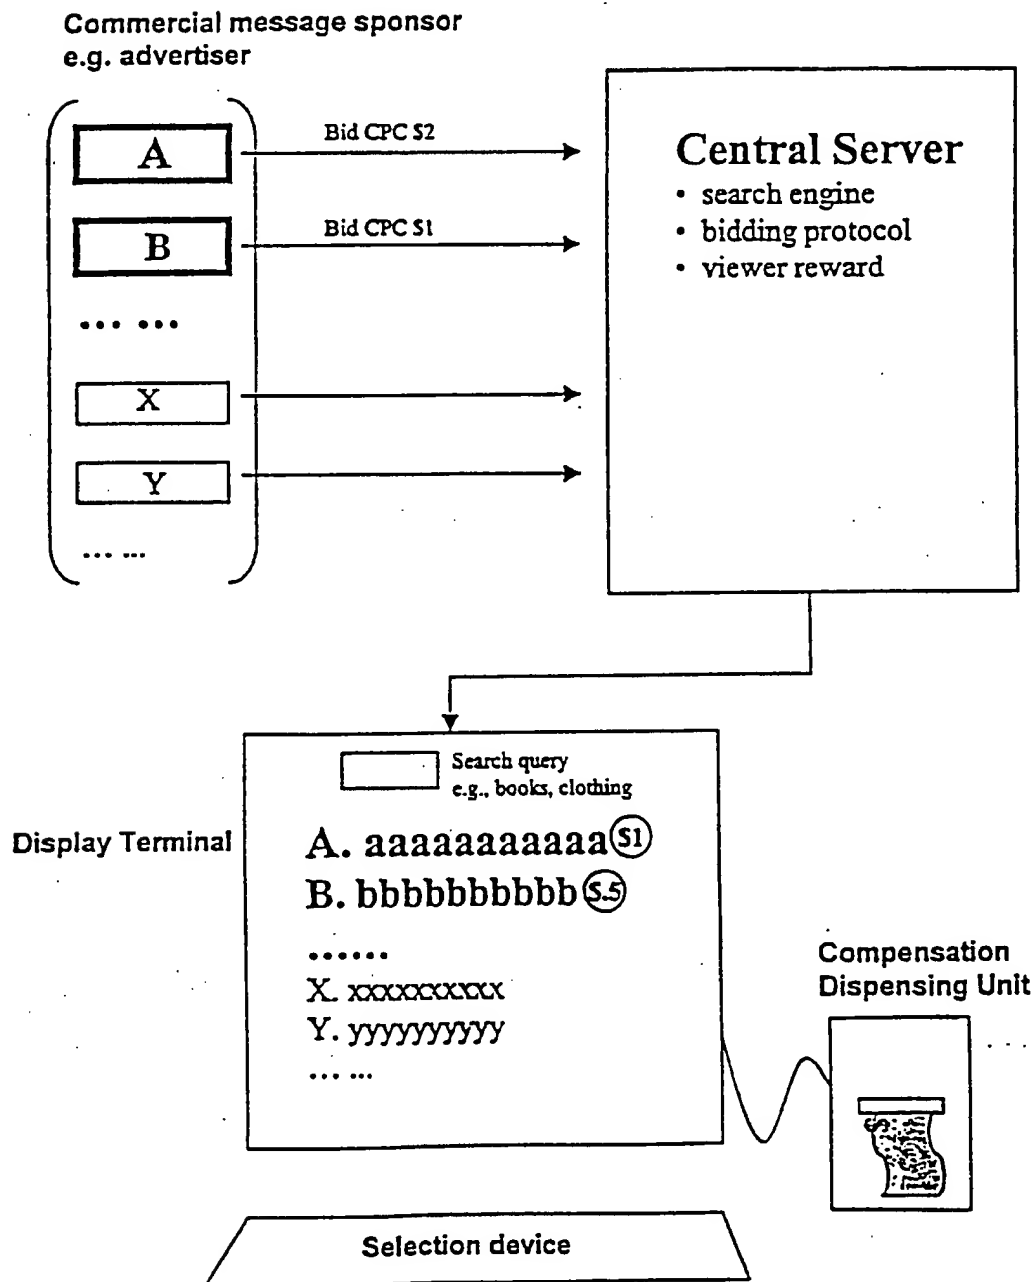 Commercial message sponsor
e.g. advertiser
A
Bid CPC $2
B
Bid CPC $1
... ...
X
Y
... ...
Central Server
• search engine
• bidding protocol
• viewer reward
Search query
e.g., books, clothing
Display Terminal
A. aaaaaaaaaaa $1
B. bbbbbbbbbb $.5
......
X. xxxxxxxxxx
Y. yyyyyyyyyy
... ...
Compensation
Dispensing Unit
$
Selection device